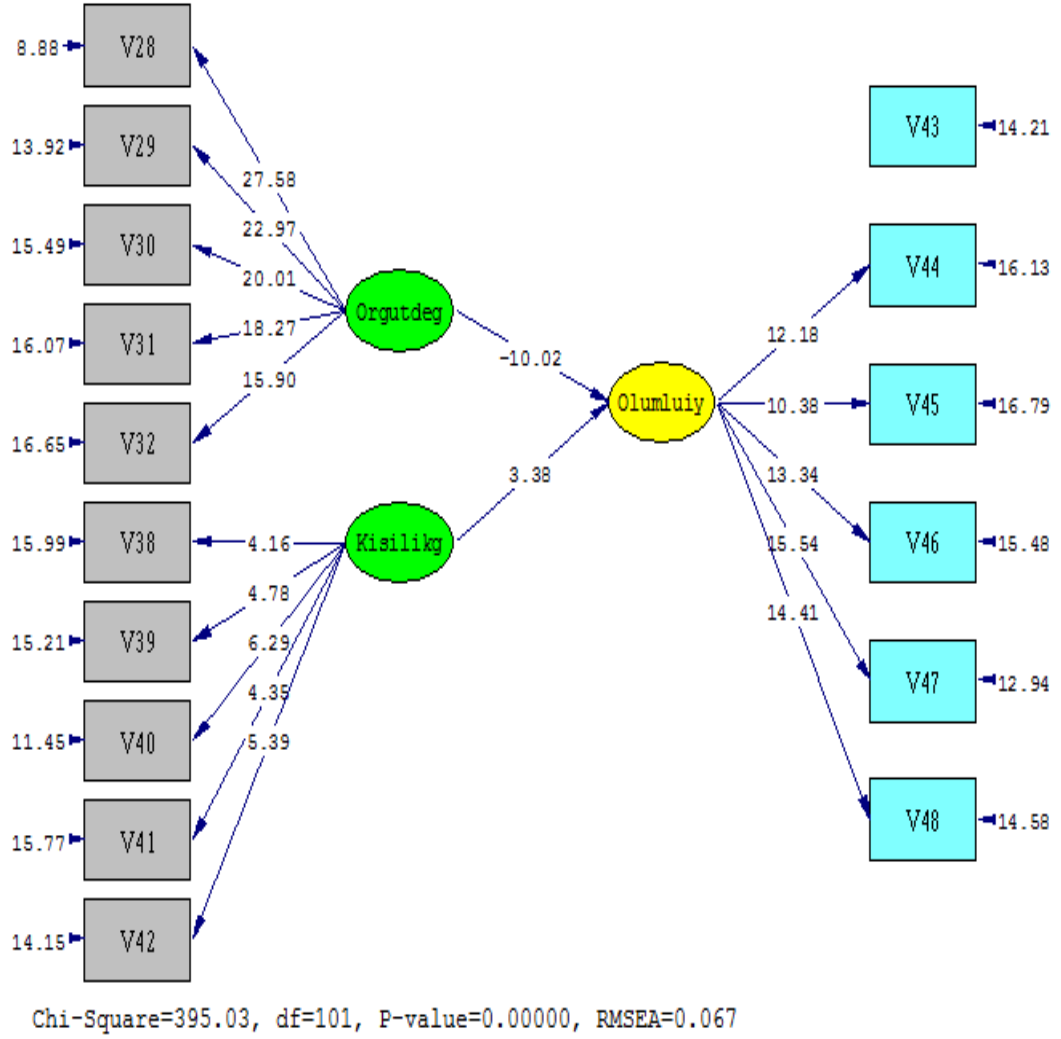 8.88
V28
13.92
V29
15.49
V30
16.07
V31
16.65
V32
15.99
V38
15.21
V39
11.45
V40
15.77
V41
14.15
V42
27.58
22.97
20.01
18.27
15.90
4.16
4.78
6.29
4.35
5.39
Orgutdeg
Kisilikg
-10.02
3.38
Olumluiy
12.18
10.38
13.34
15.54
14.41
V43
14.21
V44
16.13
V45
16.79
V46
15.48
V47
12.94
V48
14.58
Chi-Square=395.03, df=101, P-value=0.00000, RMSEA=0.067